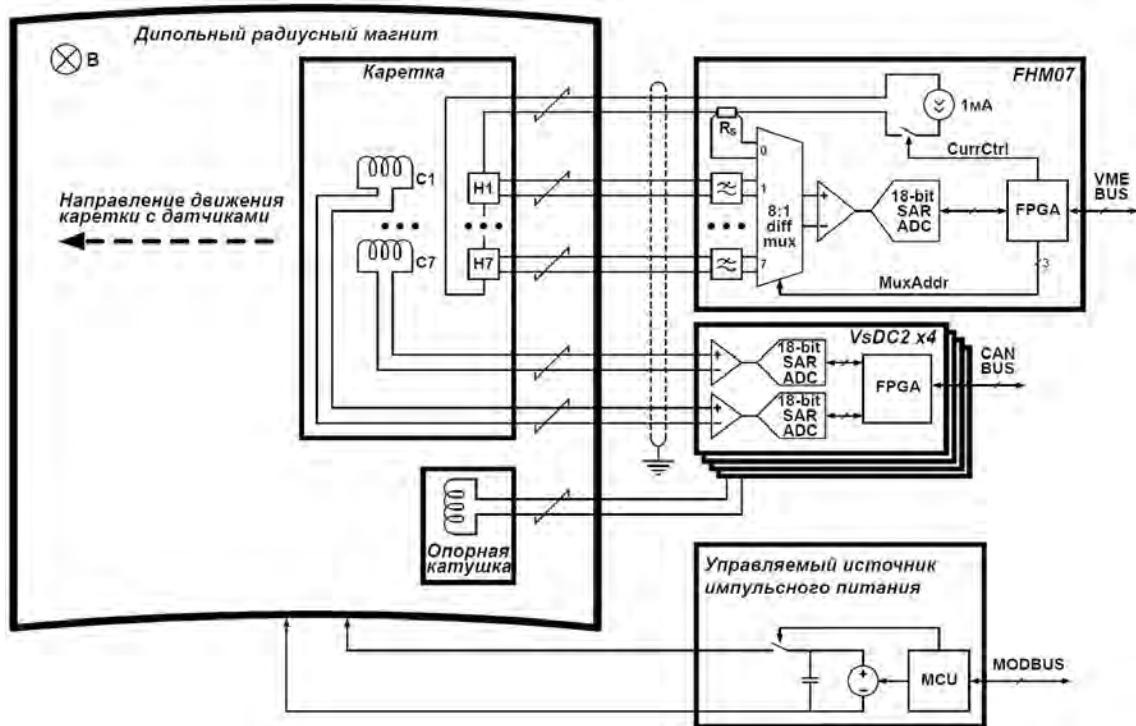 Дипольный радиусный магнит
B
Каретка
C1
C7
H1
H7
Направление движения
каретки с датчиками
Опорная
катушка
FHM07
1мА
Rs
0
1
7
8:1
diff
mux
18-bit
SAR
ADC
CurrCtrl
FPGA
3
MuxAddr
VME
BUS
VsDC2 x4
18-bit
SAR
ADC
18-bit
SAR
ADC
FPGA
CAN
BUS
Управляемый источник
импульсного питания
MCU
MODBUS